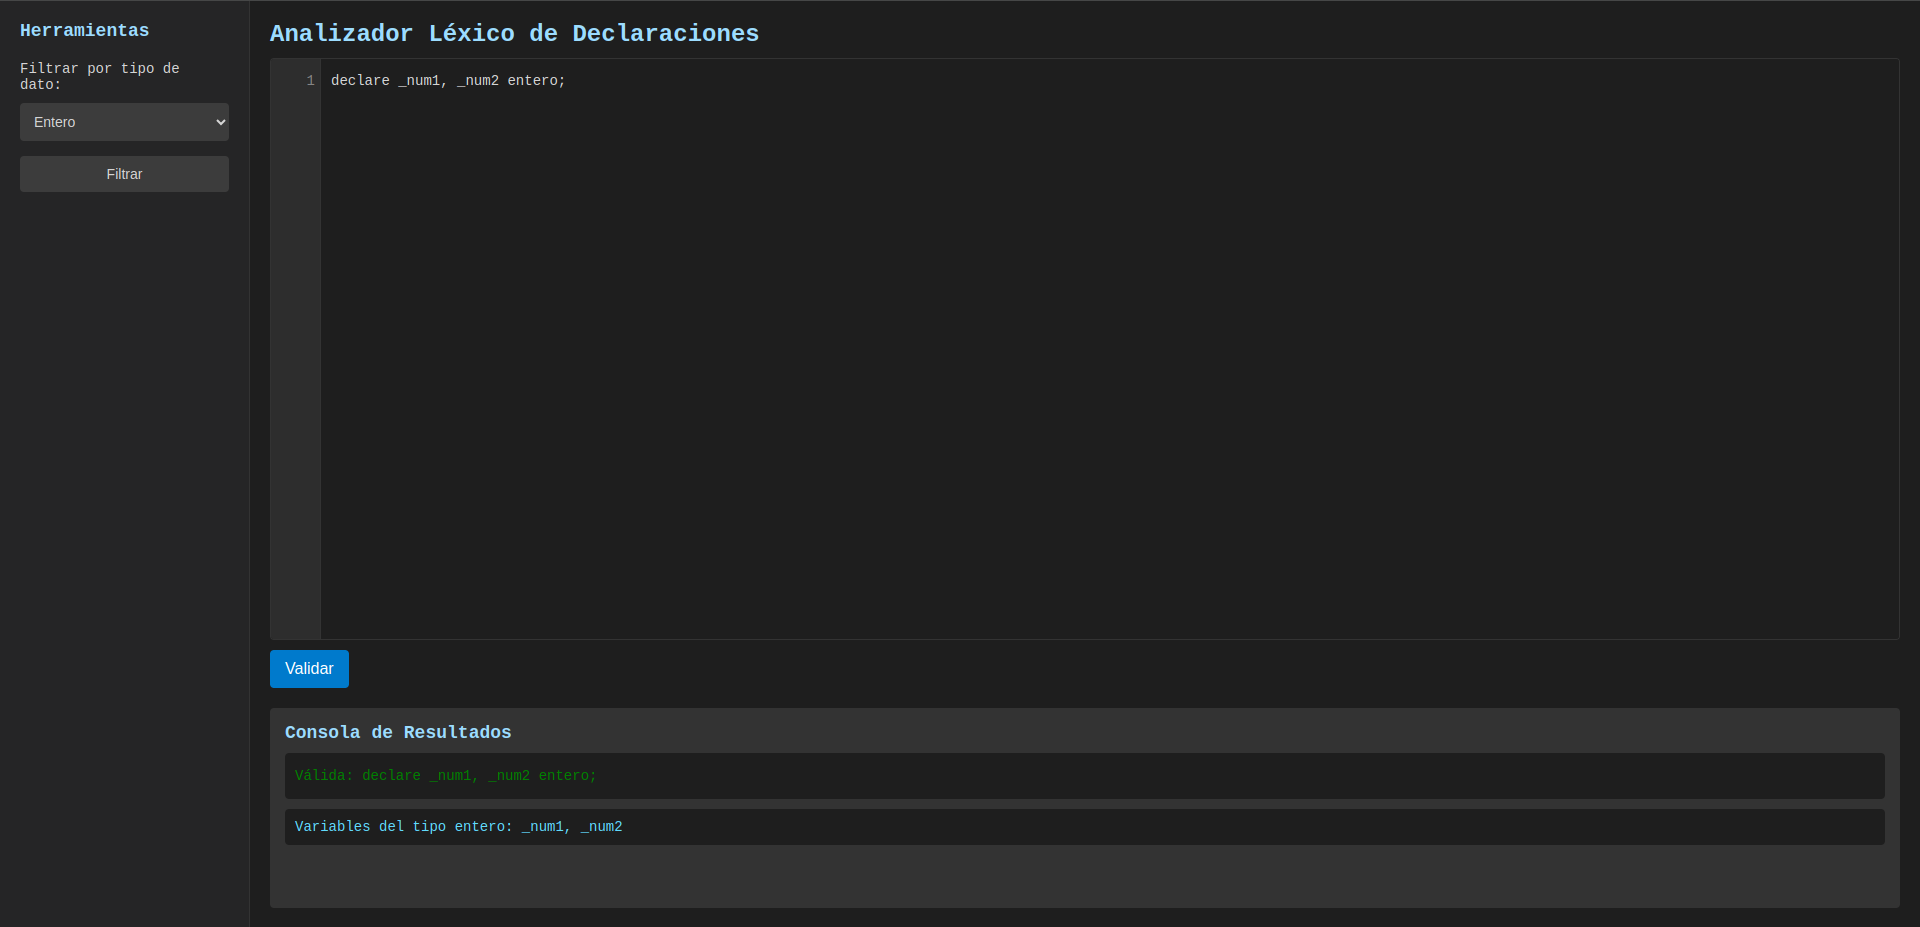 Herramientas
Filtrar por tipo de
dato:
Entero
Filtrar
Analizador Léxico de Declaraciones
1 declare _num1, _num2 entero;
Validar
Consola de Resultados
Válida: declare _num1, _num2 entero;
Variables del tipo entero: _num1, _num2